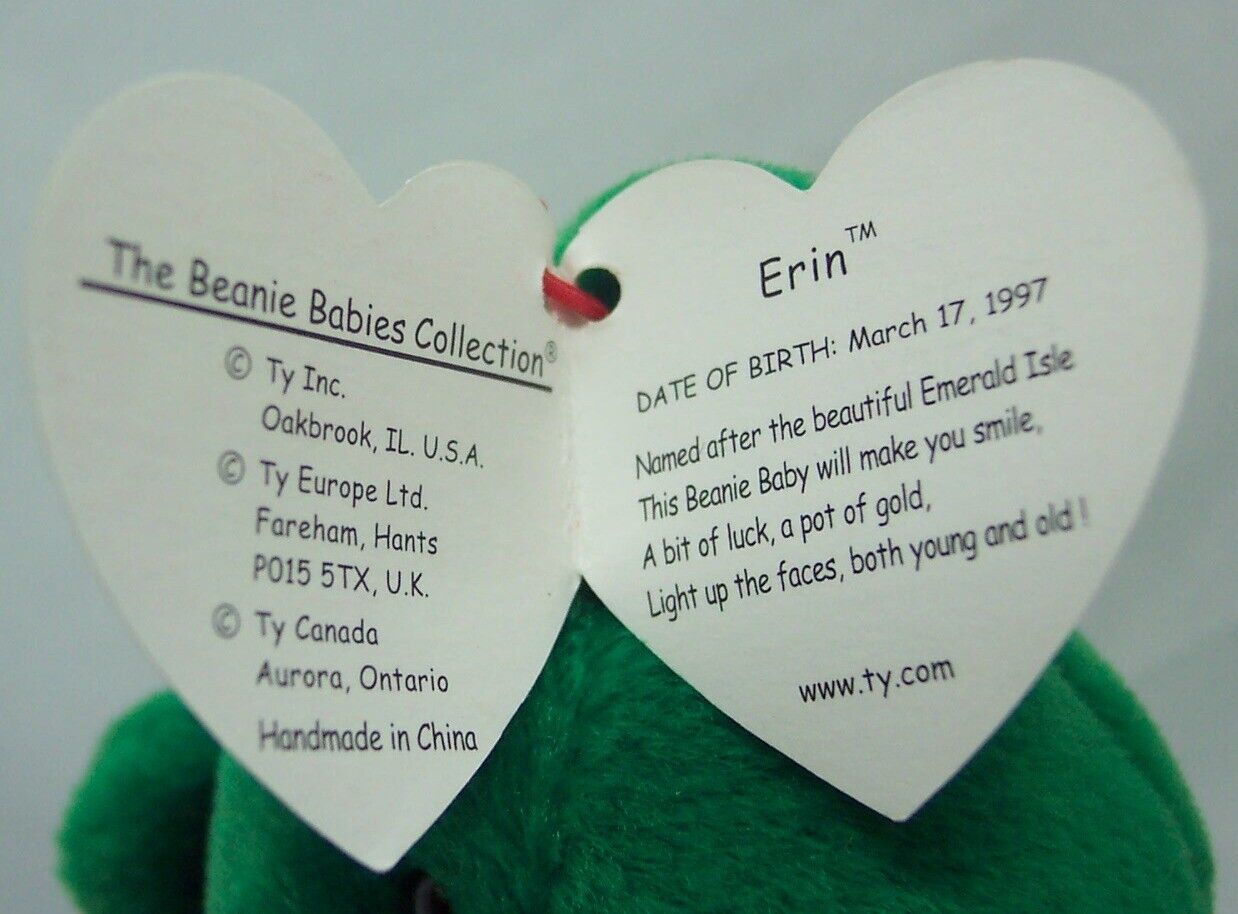 The Beanie Babies Collection®
© Ty Inc.
Oakbrook, IL. U.S.A.
© Ty Europe Ltd.
Fareham, Hants
PO15 5TX, U.K.
© Ty Canada
Aurora, Ontario
Handmade in China
Erin™
DATE OF BIRTH: March 17, 1997
Named after the beautiful Emerald Isle
This Beanie Baby will make you smile,
A bit of luck, a pot of gold,
Light up the faces, both young and old !
www.ty.com